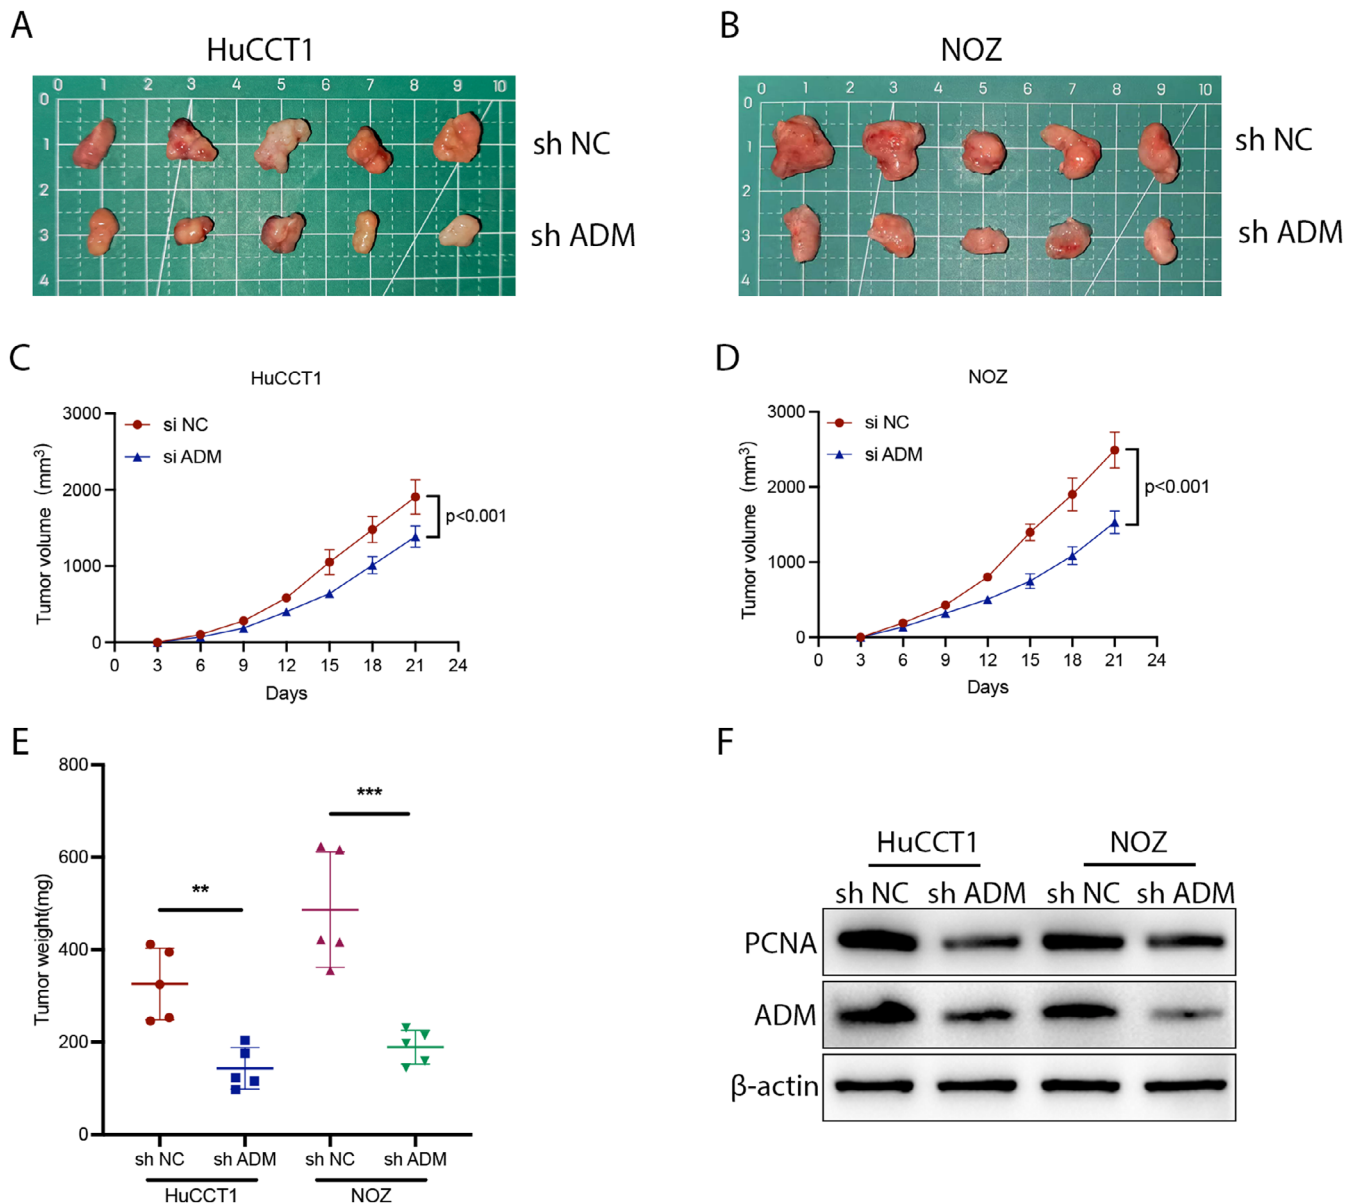 A
HuCCT1
0 1 2 3 4 5 6 7 8 9 10
0
1
2
3
4
sh NC
sh ADM
B
NOZ
0 1 2 3 4 5 6 7 8 9 10
0
1
2
3
4
sh NC
sh ADM
C
HuCCT1
Tumor volume (mm³)
3000
2000
1000
0
si NC
si ADM
p<0.001
0 3 6 9 12 15 18 21 24
Days
D
NOZ
Tumor volume (mm³)
3000
2000
1000
0
si NC
si ADM
p<0.001
0 3 6 9 12 15 18 21 24
Days
E
Tumor weight(mg)
800
600
400
200
0
**
***
sh NC sh ADM sh NC sh ADM
HuCCT1 NOZ
F
HuCCT1 NOZ
sh NC sh ADM sh NC sh ADM
PCNA
ADM
β-actin